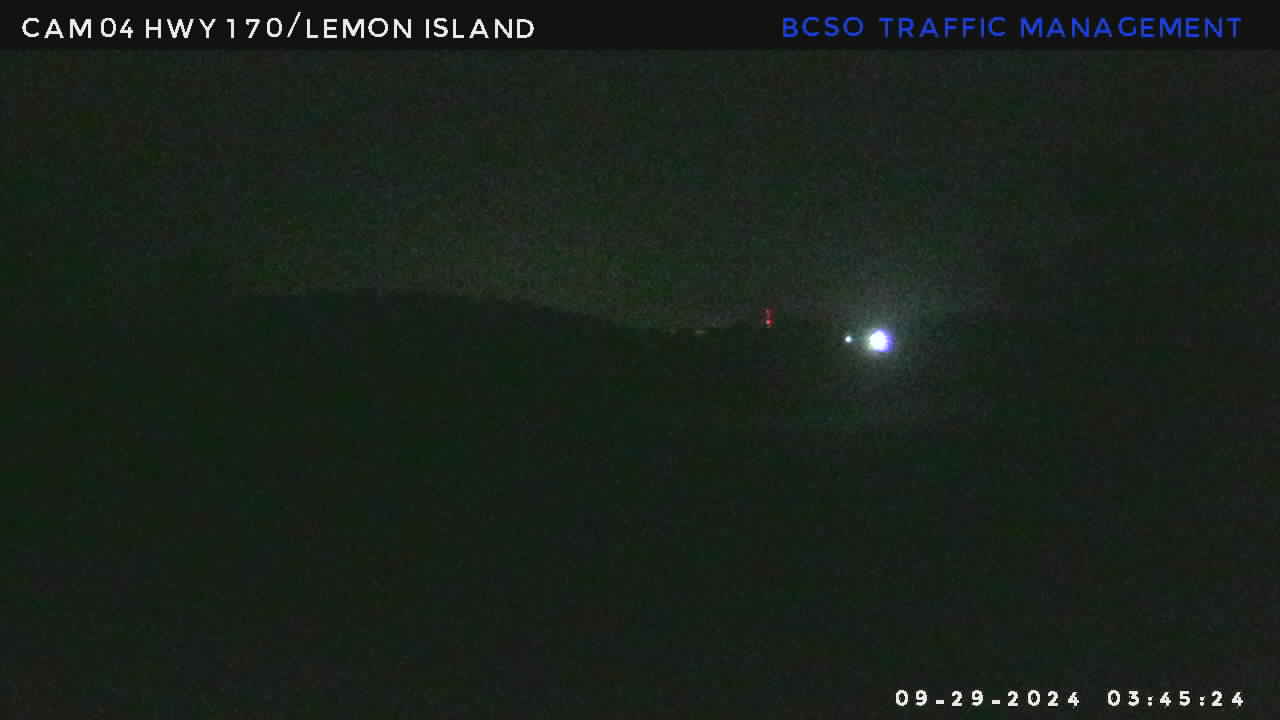 CAM04 HWY 170/LEMON ISLAND
BCSO TRAFFIC MANAGEMENT
09-29-2024 03:45:24